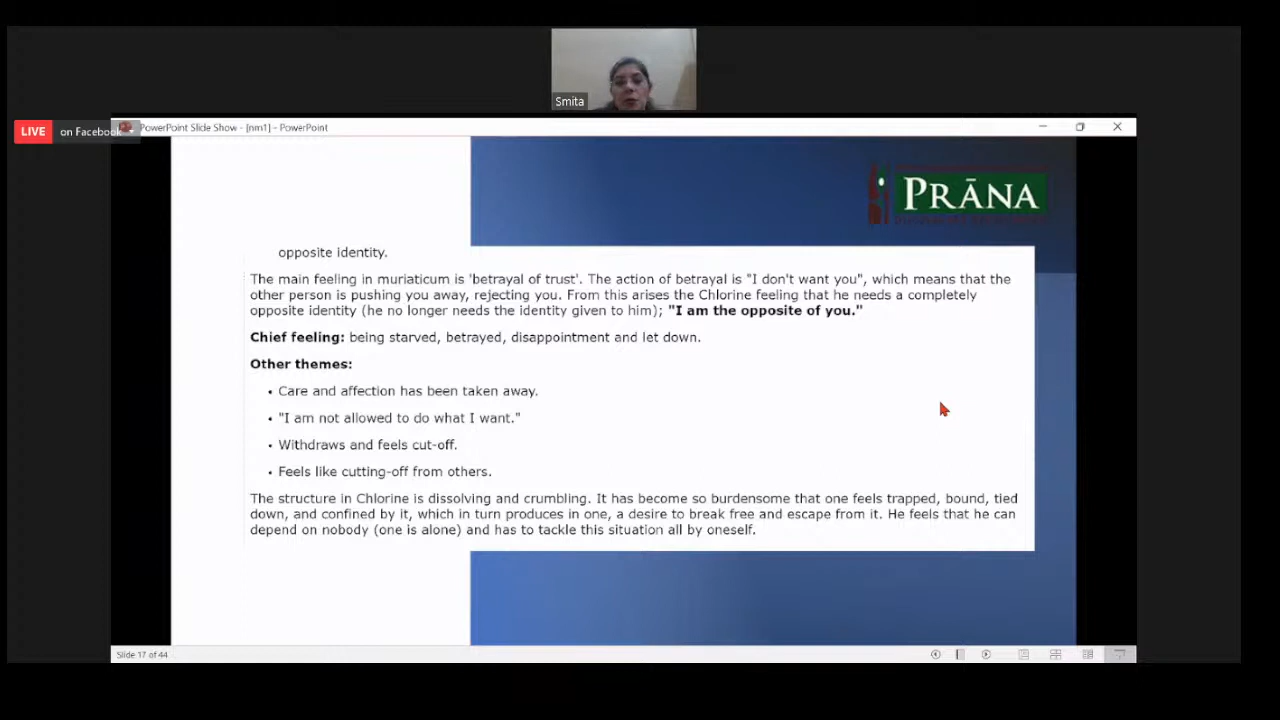 Smita
LIVE on Facebook
PowerPoint Slide Show - [nm1] - PowerPoint
PRĀNA
opposite identity.
The main feeling in muriaticum is 'betrayal of trust'. The action of betrayal is "I don't want you", which means that the
other person is pushing you away, rejecting you. From this arises the Chlorine feeling that he needs a completely
opposite identity (he no longer needs the identity given to him); "I am the opposite of you."
Chief feeling: being starved, betrayed, disappointment and let down.
Other themes:
• Care and affection has been taken away.
• "I am not allowed to do what I want."
• Withdraws and feels cut-off.
• Feels like cutting-off from others.
The structure in Chlorine is dissolving and crumbling. It has become so burdensome that one feels trapped, bound, tied
down, and confined by it, which in turn produces in one, a desire to break free and escape from it. He feels that he can
depend on nobody (one is alone) and has to tackle this situation all by oneself.
Slide 17 of 44